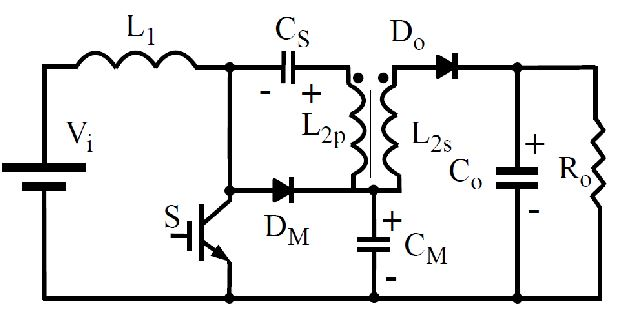 L1
CS
Do
- +
Vi
L2p
L2s
+
Co
Ro
-
S
DM
+
CM
-